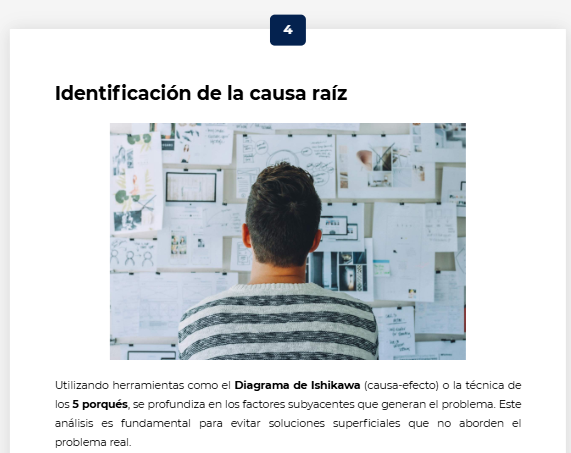 4
Identificación de la causa raíz
Utilizando herramientas como el Diagrama de Ishikawa (causa-efecto) o la técnica de
los 5 porqués, se profundiza en los factores subyacentes que generan el problema. Este
análisis es fundamental para evitar soluciones superficiales que no aborden el
problema real.